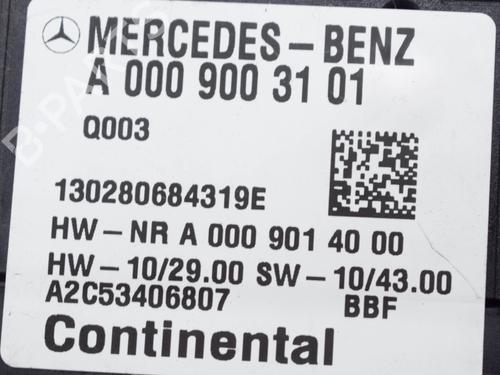 MERCEDES-BENZ
A 000 900 31 01
Q003
130280684319E
HW-NR A 000 901 40 00
HW-10/29.00 SW-10/43.00
A2C53406807 BBF
Continental
B-PARTS